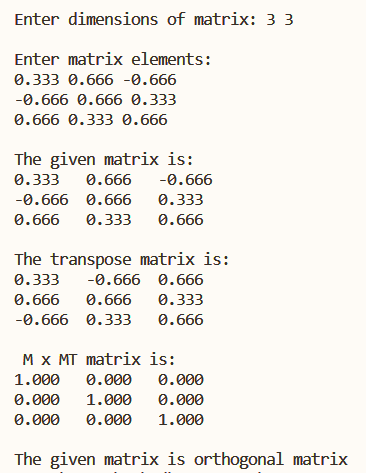 Enter dimensions of matrix: 3 3
Enter matrix elements:
0.333 0.666 -0.666
-0.666 0.666 0.333
0.666 0.333 0.666
The given matrix is:
0.333 0.666 -0.666
-0.666 0.666 0.333
0.666 0.333 0.666
The transpose matrix is:
0.333 -0.666 0.666
0.666 0.666 0.333
-0.666 0.333 0.666
M x MT matrix is:
1.000 0.000 0.000
0.000 1.000 0.000
0.000 0.000 1.000
The given matrix is orthogonal matrix